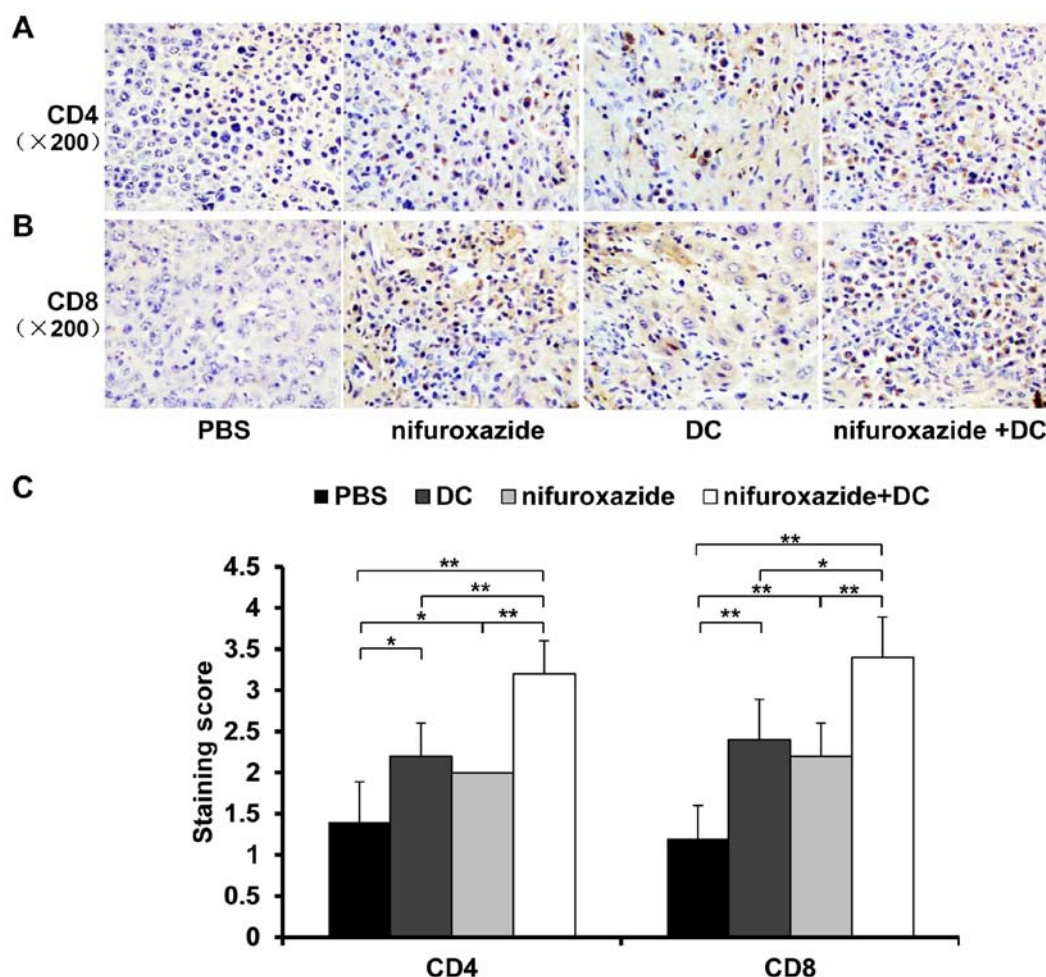 A
CD4
(×200)
B
CD8
(×200)
PBS nifuroxazide DC nifuroxazide +DC
C
PBS DC nifuroxazide nifuroxazide+DC
** **
** *
* ** ** **
* **
4.5
4
3.5
3
2.5
2
1.5
1
0.5
0
Staining score
CD4 CD8